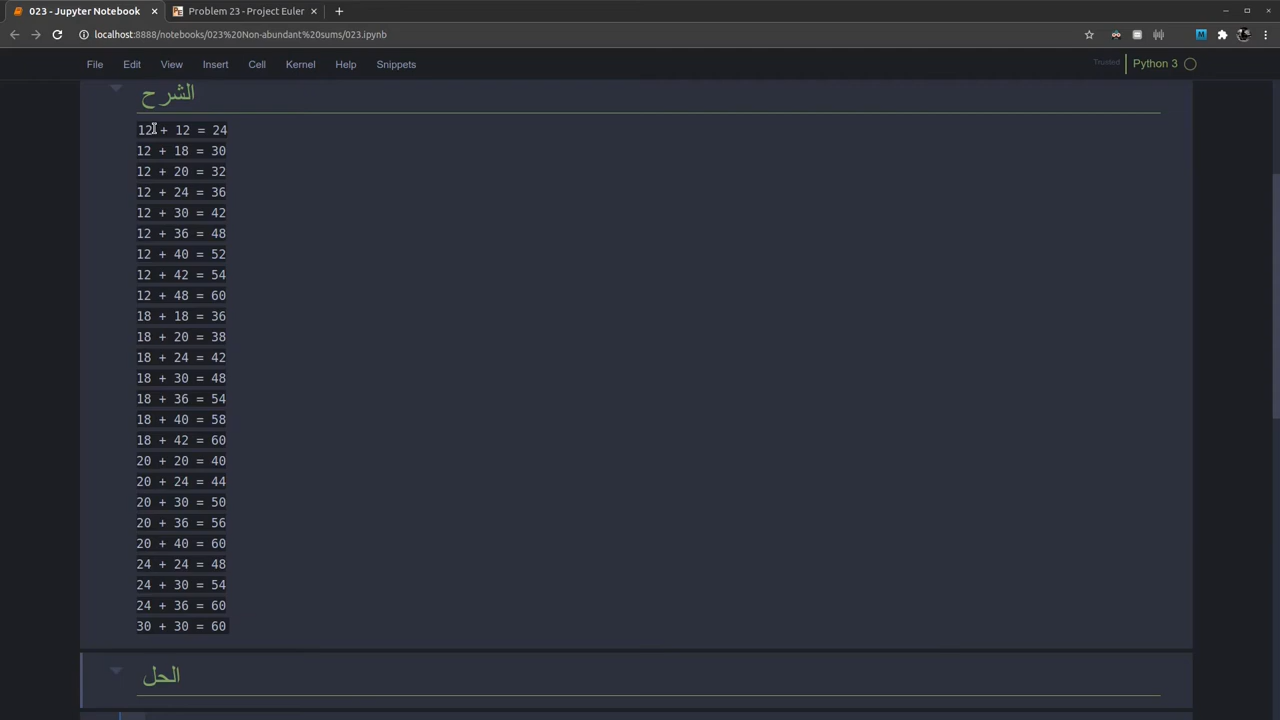 023 - Jupyter Notebook
Problem 23 - Project Euler
localhost:8888/notebooks/023%20Non-abundant%20sums/023.ipynb
File Edit View Insert Cell Kernel Help Snippets
Trusted
Python 3
الشرح
12 + 12 = 24
12 + 18 = 30
12 + 20 = 32
12 + 24 = 36
12 + 30 = 42
12 + 36 = 48
12 + 40 = 52
12 + 42 = 54
12 + 48 = 60
18 + 18 = 36
18 + 20 = 38
18 + 24 = 42
18 + 30 = 48
18 + 36 = 54
18 + 40 = 58
18 + 42 = 60
20 + 20 = 40
20 + 24 = 44
20 + 30 = 50
20 + 36 = 56
20 + 40 = 60
24 + 24 = 48
24 + 30 = 54
24 + 36 = 60
30 + 30 = 60
الحل